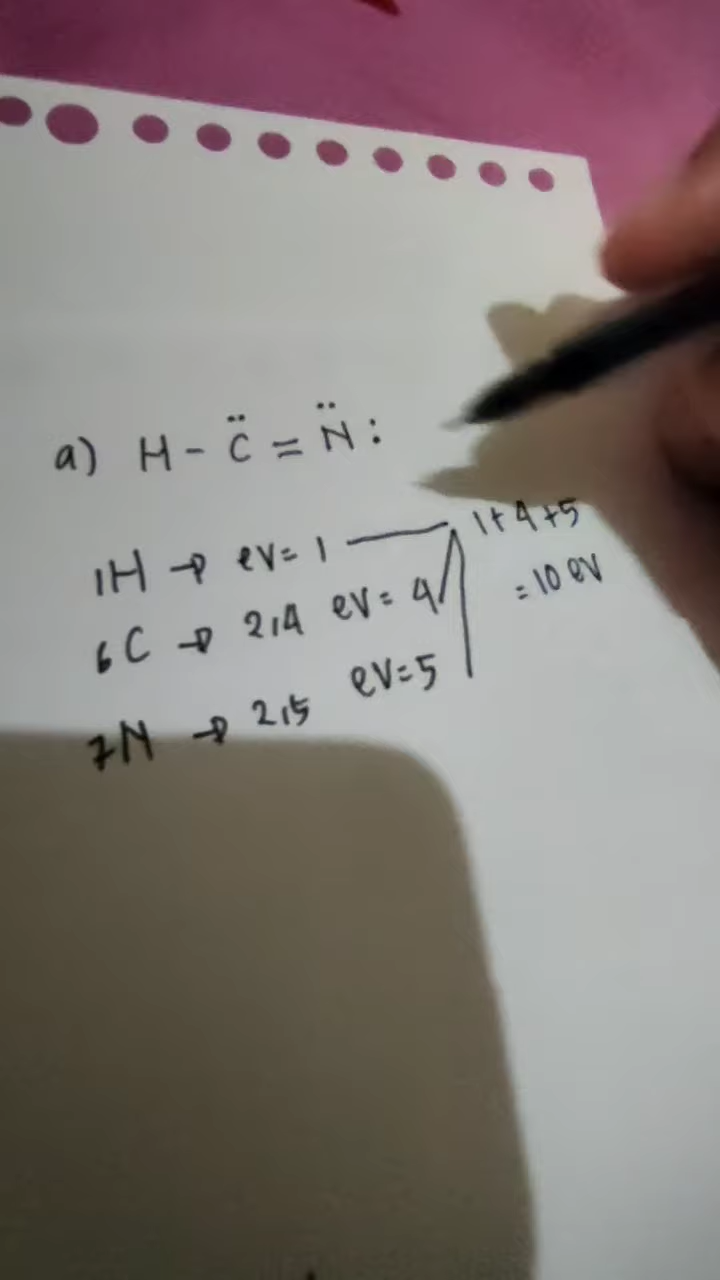 a) H - C̈ = N̈ :
1H → eV = 1
6C → 2,4 eV = 4
7N → 2,5 eV = 5
1 + 4 + 5
= 10 eV